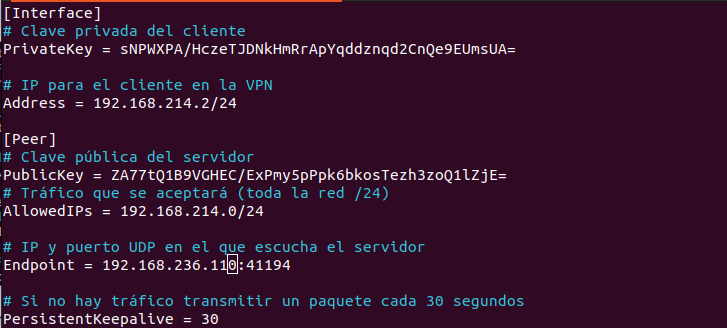 [Interface]
# Clave privada del cliente
PrivateKey = sNPWXPA/HczeTJDNkHmRrApYqddznqd2CnQe9EUmsUA=
# IP para el cliente en la VPN
Address = 192.168.214.2/24
[Peer]
# Clave pública del servidor
PublicKey = ZA77tQ1B9VGHEC/ExPmy5pPpk6bkosTezh3zoQ1lZjE=
# Tráfico que se aceptará (toda la red /24)
AllowedIPs = 192.168.214.0/24
# IP y puerto UDP en el que escucha el servidor
Endpoint = 192.168.236.110:41194
# Si no hay tráfico transmitir un paquete cada 30 segundos
PersistentKeepalive = 30